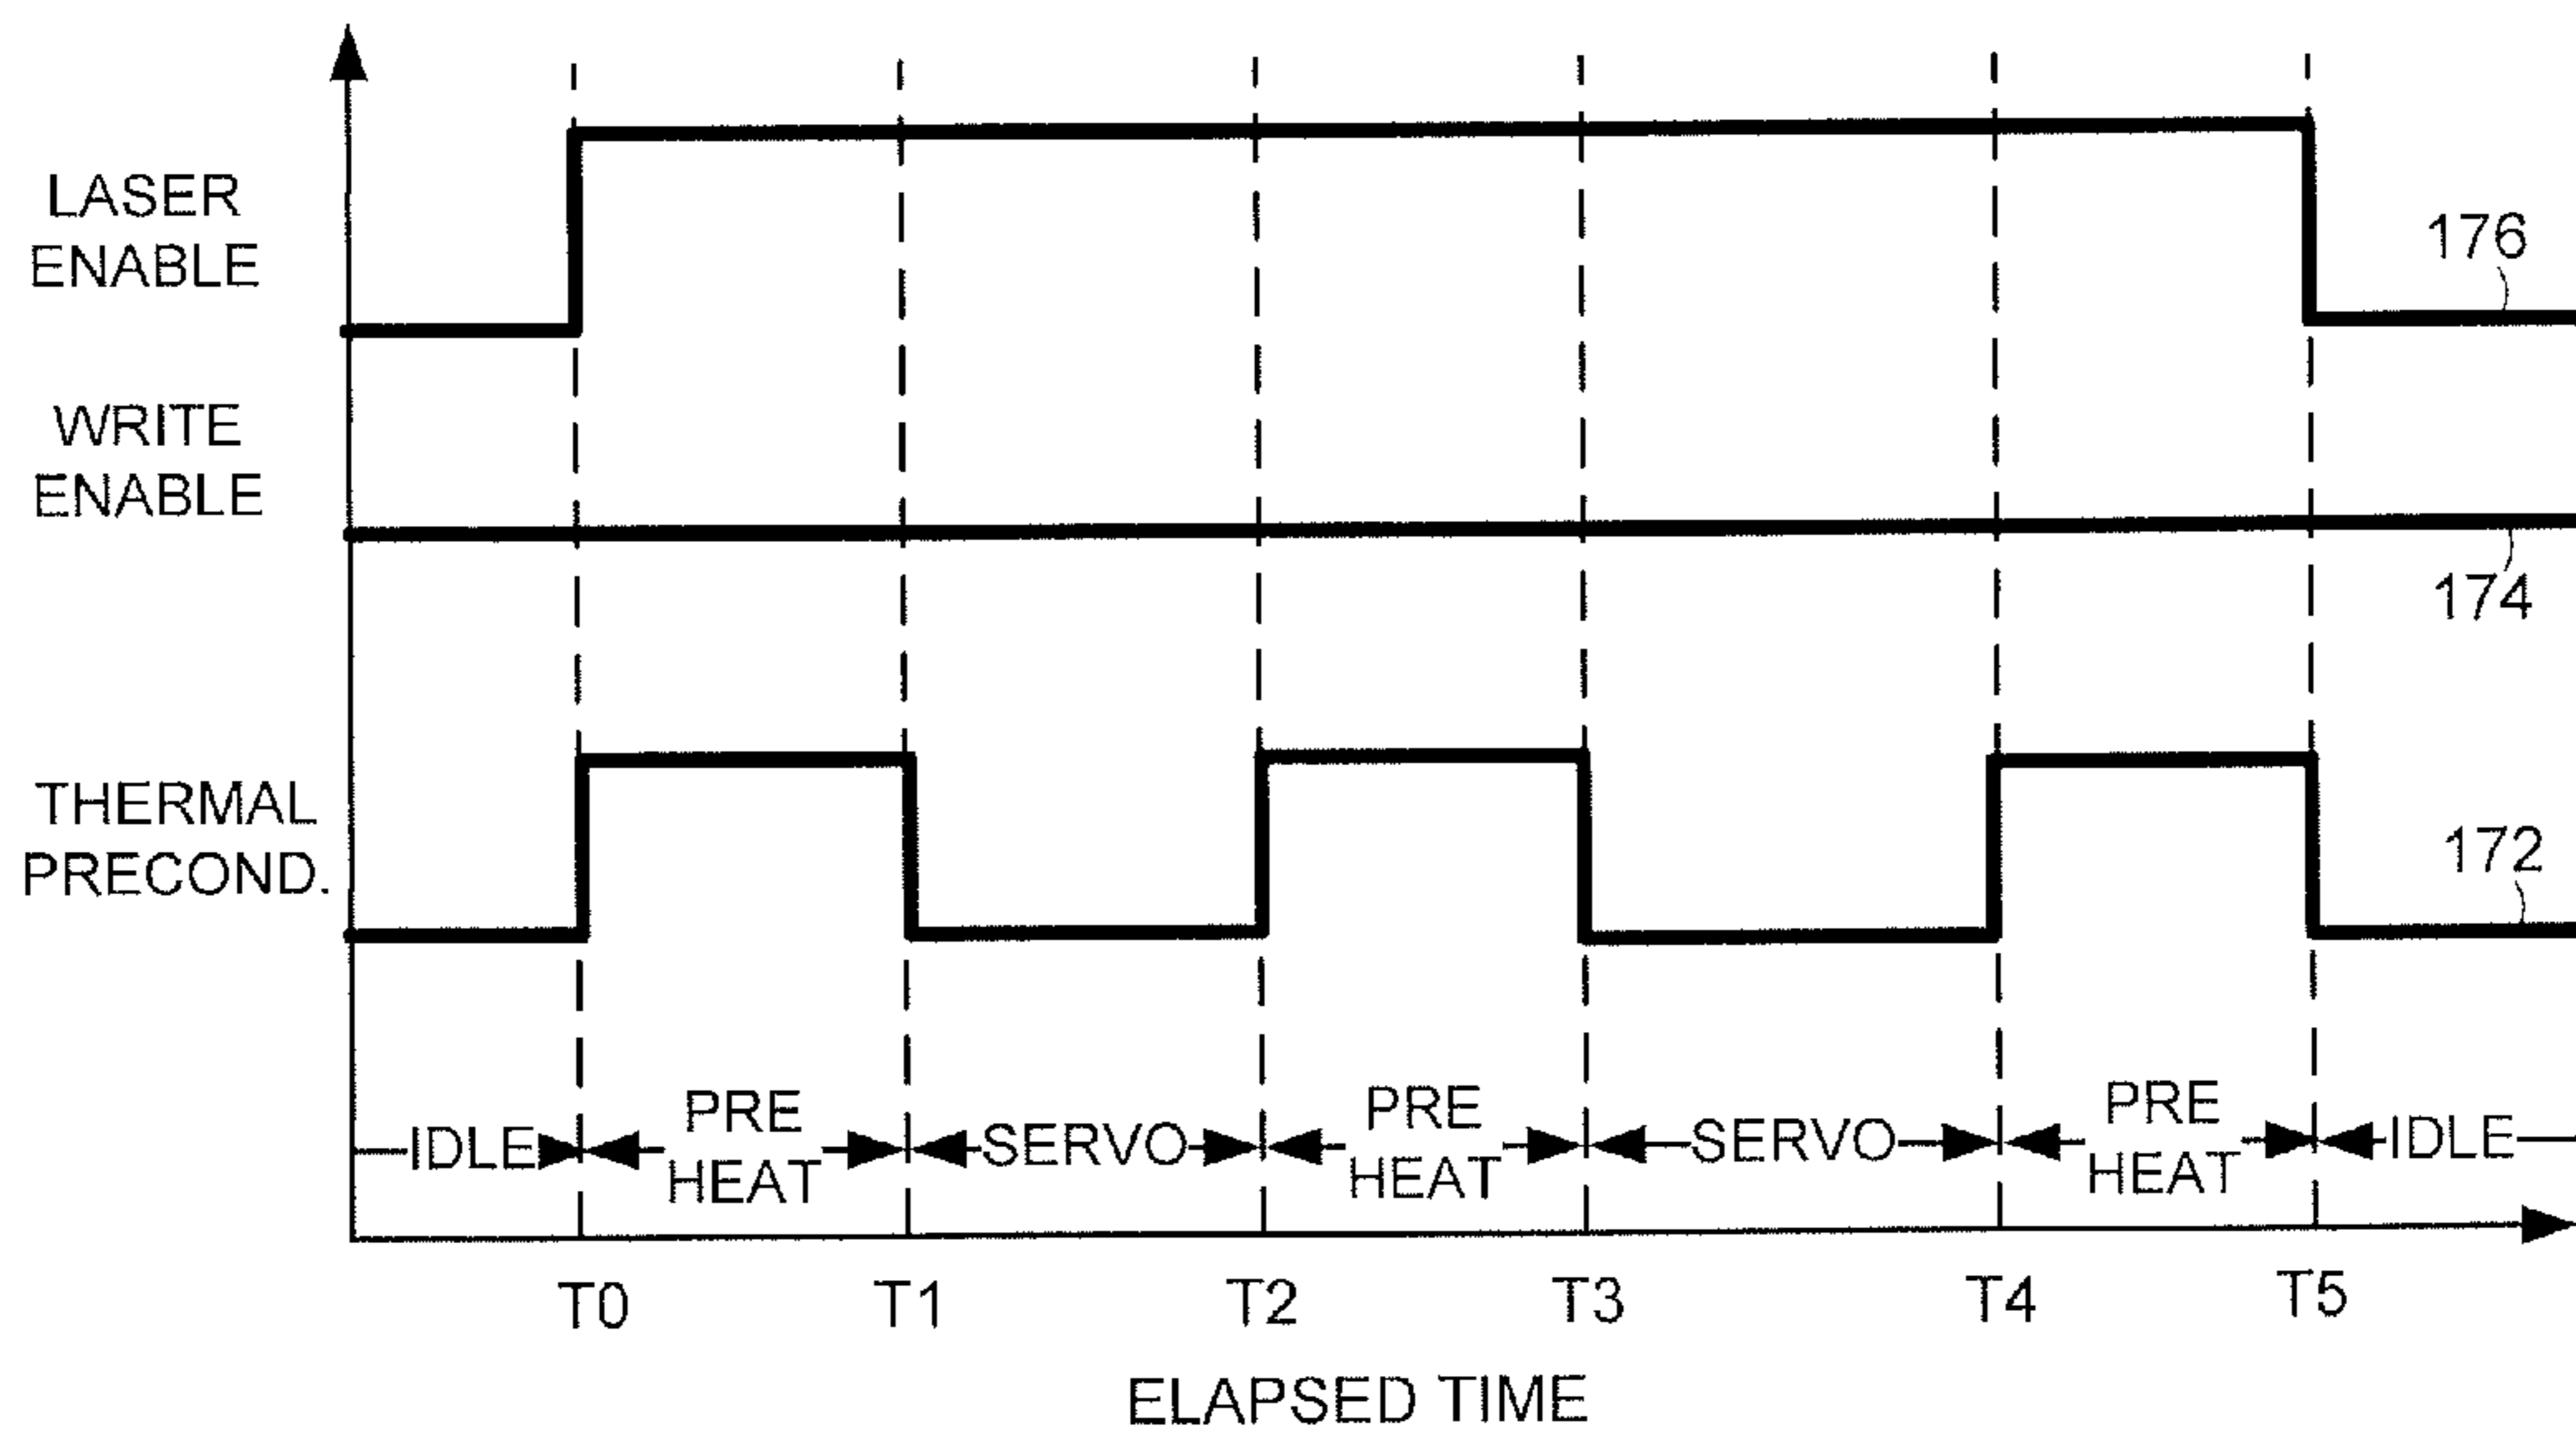 LASER
ENABLE
176
WRITE
ENABLE
174
THERMAL
PRECOND.
172
IDLE
PRE
HEAT
SERVO
PRE
HEAT
SERVO
PRE
HEAT
IDLE
T0 T1 T2 T3 T4 T5
ELAPSED TIME